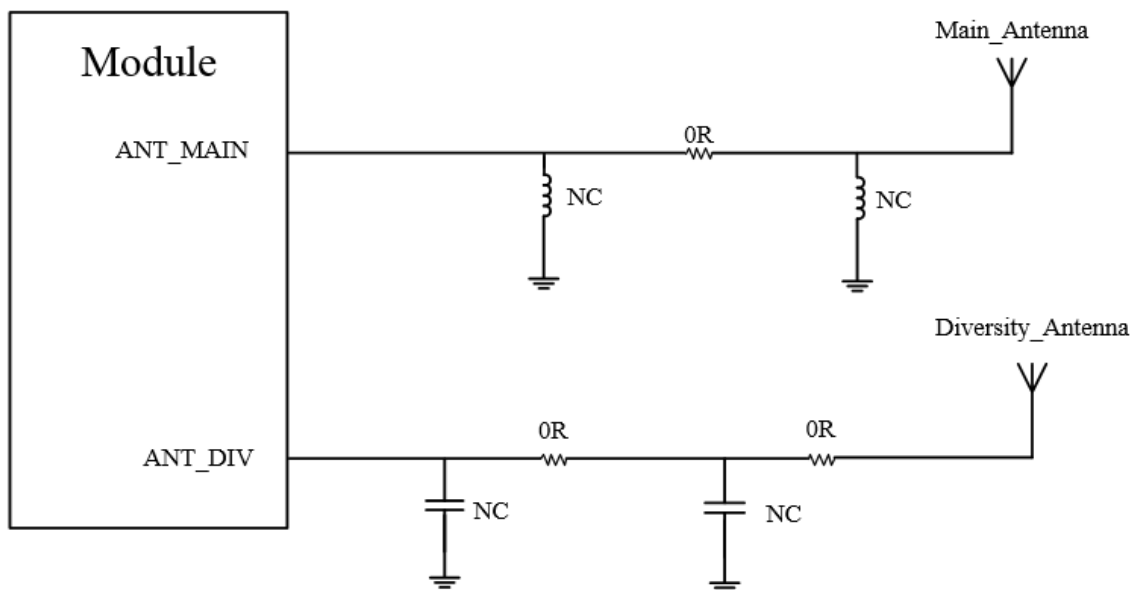 Main_Antenna
Module
0R
ANT_MAIN
NC
NC
Diversity_Antenna
0R
0R
ANT_DIV
NC
NC